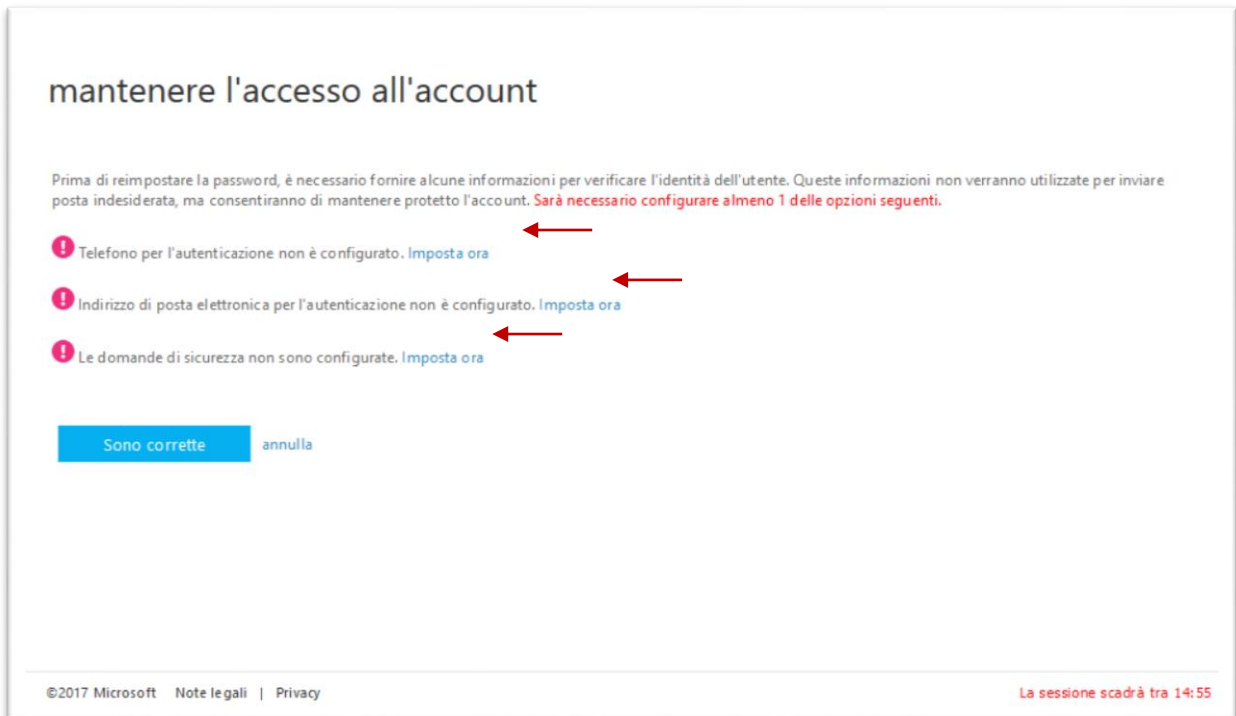 mantenere l'accesso all'account
Prima di reimpostare la password, è necessario fornire alcune informazioni per verificare l'identità dell'utente. Queste informazioni non verranno utilizzate per inviare
posta indesiderata, ma consentiranno di mantenere protetto l'account. Sarà necessario configurare almeno 1 delle opzioni seguenti.
Telefono per l'autenticazione non è configurato. Imposta ora
Indirizzo di posta elettronica per l'autenticazione non è configurato. Imposta ora
Le domande di sicurezza non sono configurate. Imposta ora
Sono corrette annulla
©2017 Microsoft Note legali | Privacy La sessione scadrà tra 14:55